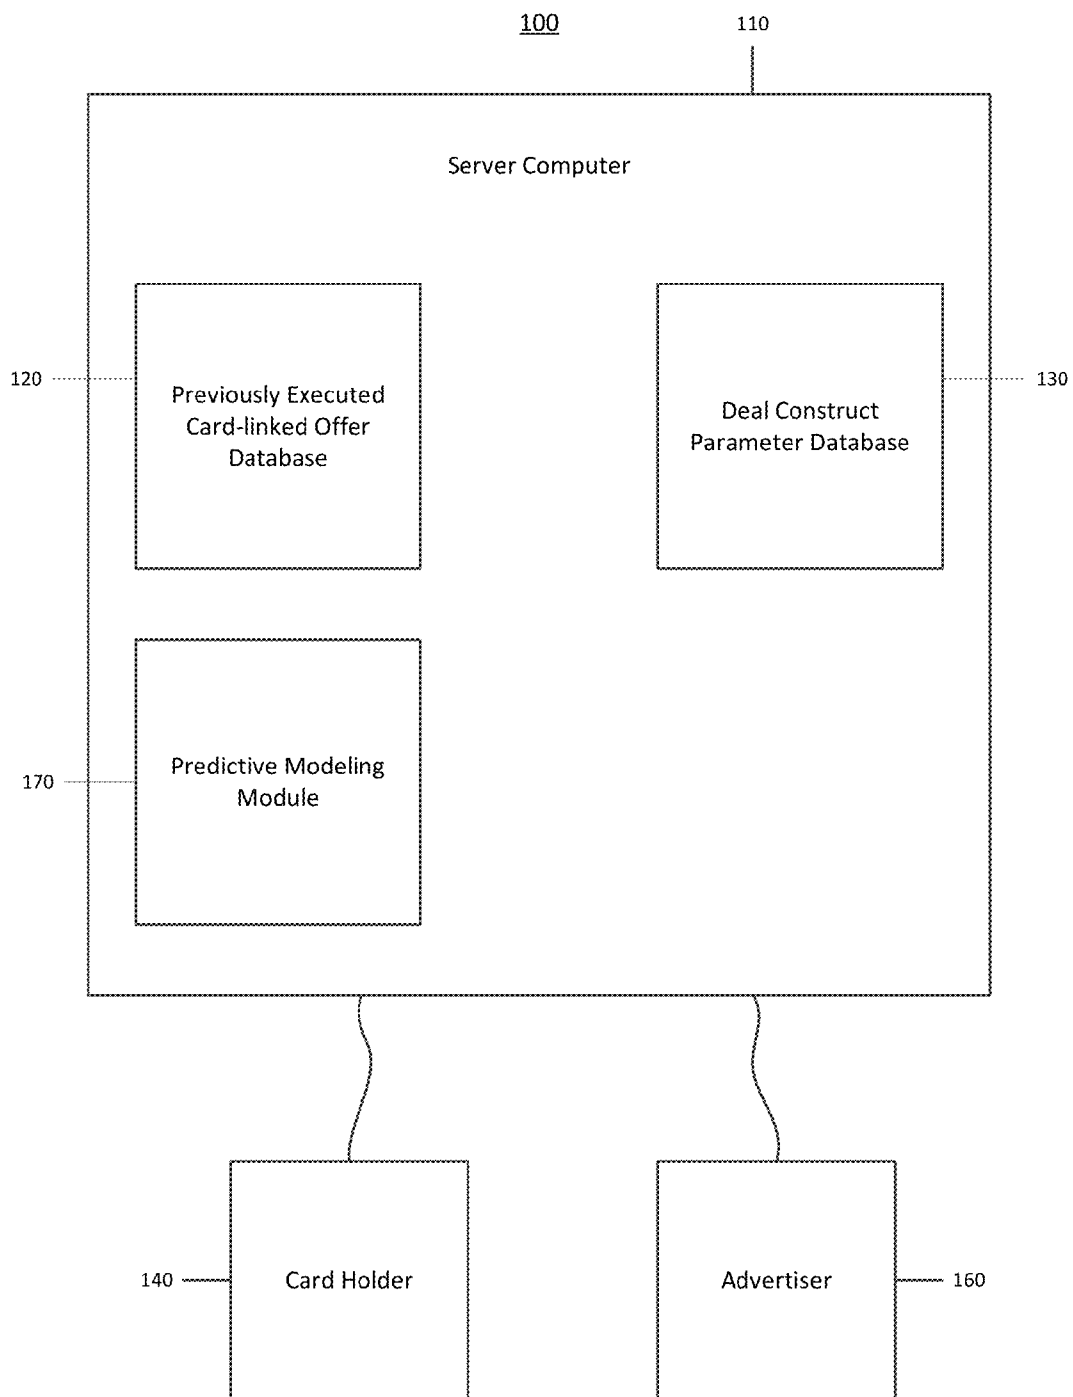 100
110
Server Computer
120
Previously Executed
Card-linked Offer
Database
Deal Construct
Parameter Database
130
170
Predictive Modeling
Module
140
Card Holder
Advertiser
160